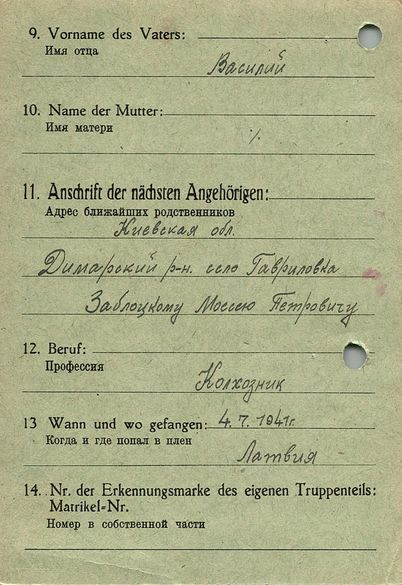 9. Vorname des Vaters:
Имя отца
Василий
10. Name der Mutter:
Имя матери
%
11. Anschrift der nächsten Angehörigen:
Адрес ближайших родственников
Киевская обл.
Димарский р-н. село Гавриловка
Заблоцкому Моссею Петровичу
12. Beruf:
Профессия
Колхозник
13 Wann und wo gefangen: 4.7.1941г.
Когда и где попал в плен
Латвия
14. Nr. der Erkennungsmarke des eigenen Truppenteils:
Matrikel-Nr.
Номер в собственной части